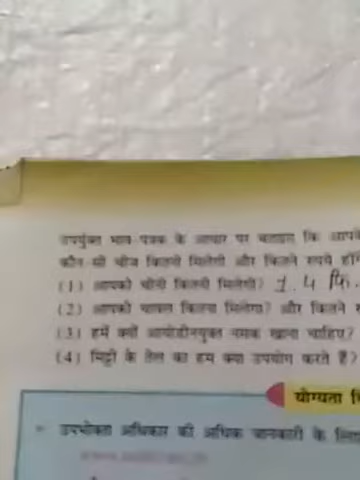 उपर्युक्त भाव पत्रक के आधार पर बताइए कि आपके
कौन-सी चीज कितनी मिलेगी और कितने रुपये होंगे
(1) आपको चीनी कितनी मिलेगी? 1.4 कि.
(2) आपको चावल कितना मिलेगा? और कितने रु
(3) हमें क्यों आयोडीनयुक्त नमक खाना चाहिए?
(4) मिट्टी के तेल का हम क्या उपयोग करते हैं?
योग्यता वि
उपभोक्ता अधिकार की अधिक जानकारी के लिए